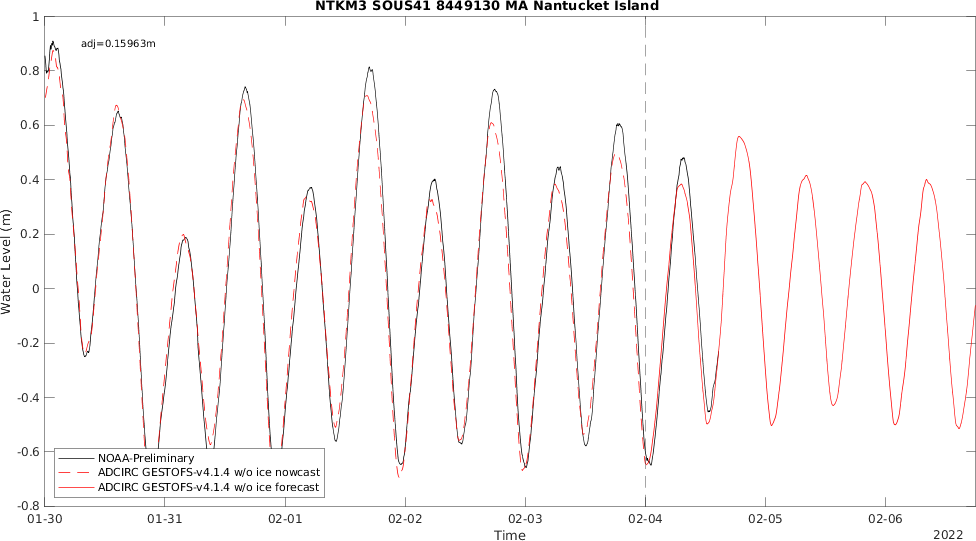 NTKM3 SOUS41 8449130 MA Nantucket Island
adj=0.15963m
1
0.8
0.6
0.4
0.2
0
-0.2
-0.4
-0.6
-0.8
Water Level (m)
NOAA-Preliminary
ADCIRC GESTOFS-v4.1.4 w/o ice nowcast
ADCIRC GESTOFS-v4.1.4 w/o ice forecast
01-30 01-31 02-01 02-02 02-03 02-04 02-05 02-06
Time
2022